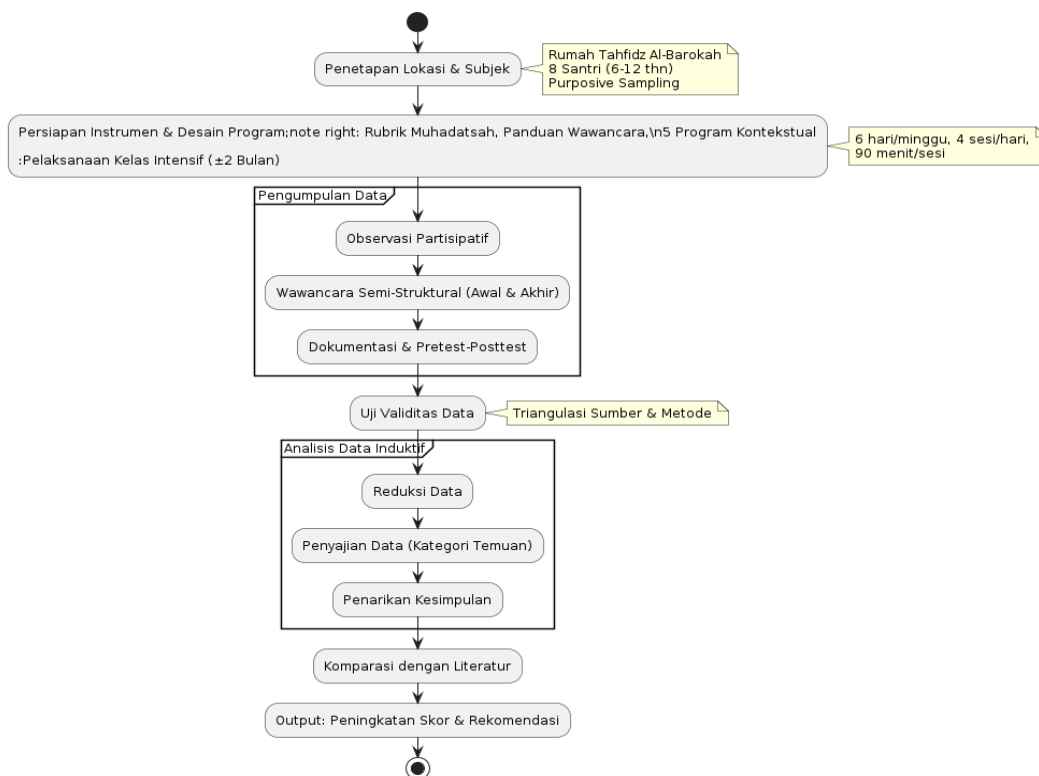 Penetapan Lokasi & Subjek
Rumah Tahfidz Al-Barokah
8 Santri (6-12 thn)
Purposive Sampling
Persiapan Instrumen & Desain Program;note right: Rubrik Muhadatsah, Panduan Wawancara,\n5 Program Kontekstual
:Pelaksanaan Kelas Intensif (±2 Bulan)
6 hari/minggu, 4 sesi/hari,
90 menit/sesi
Pengumpulan Data
Observasi Partisipatif
Wawancara Semi-Struktural (Awal & Akhir)
Dokumentasi & Pretest-Posttest
Uji Validitas Data
Triangulasi Sumber & Metode
Analisis Data Induktif
Reduksi Data
Penyajian Data (Kategori Temuan)
Penarikan Kesimpulan
Komparasi dengan Literatur
Output: Peningkatan Skor & Rekomendasi